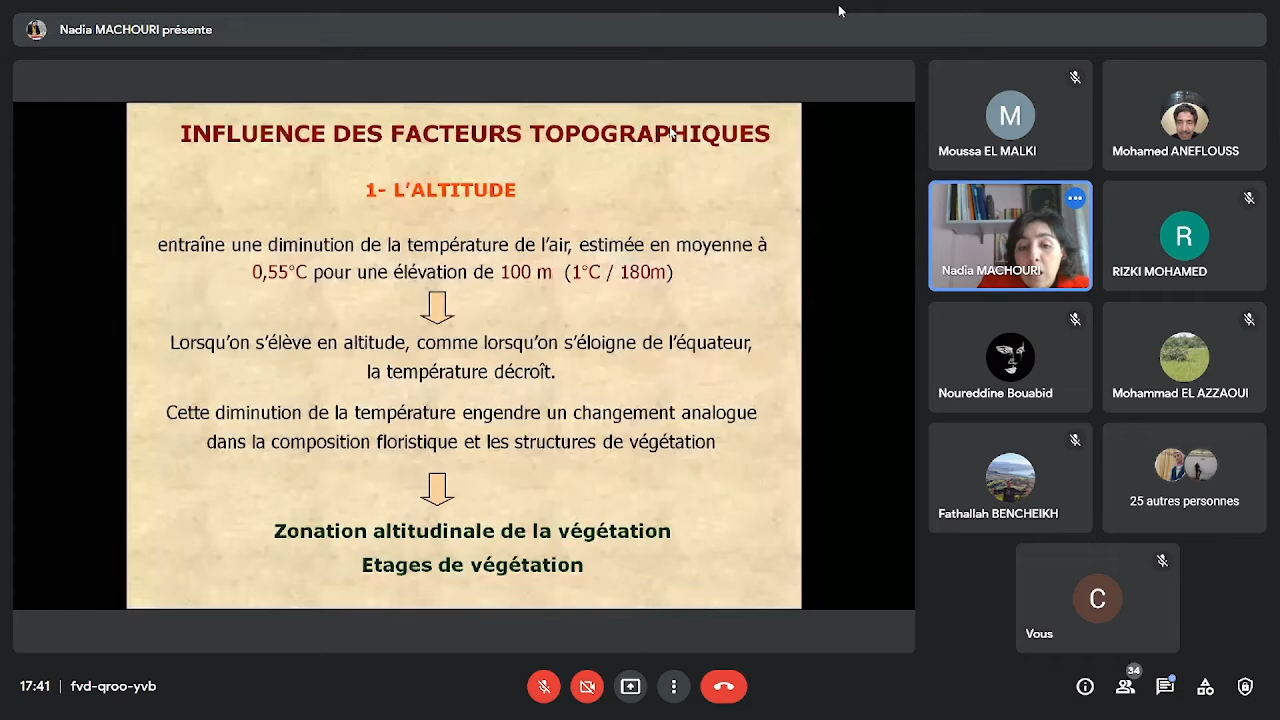 Nadia MACHOURI présente
INFLUENCE DES FACTEURS TOPOGRAPHIQUES
1- L'ALTITUDE
entraîne une diminution de la température de l'air, estimée en moyenne à
0,55°C pour une élévation de 100 m (1°C / 180m)
Lorsqu'on s'élève en altitude, comme lorsqu'on s'éloigne de l'équateur,
la température décroît.
Cette diminution de la température engendre un changement analogue
dans la composition floristique et les structures de végétation
Zonation altitudinale de la végétation
Etages de végétation
M
Moussa EL MALKI
Mohamed ANEFLOUSS
Nadia MACHOURI
R
RIZKI MOHAMED
Noureddine Bouabid
Mohammad EL AZZAOUI
Fathallah BENCHEIKH
25 autres personnes
C
Vous
17:41 | fvd-qroo-yvb
34